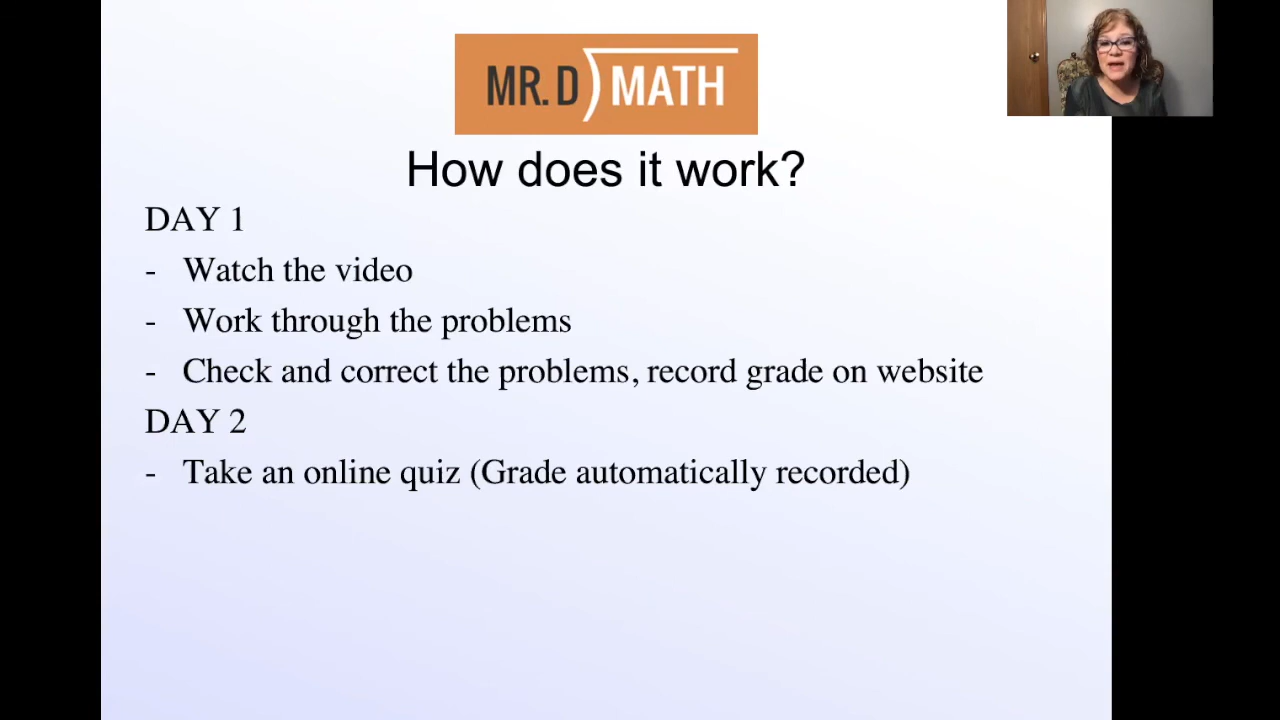 MR. D MATH
How does it work?
DAY 1
- Watch the video
- Work through the problems
- Check and correct the problems, record grade on website
DAY 2
- Take an online quiz (Grade automatically recorded)